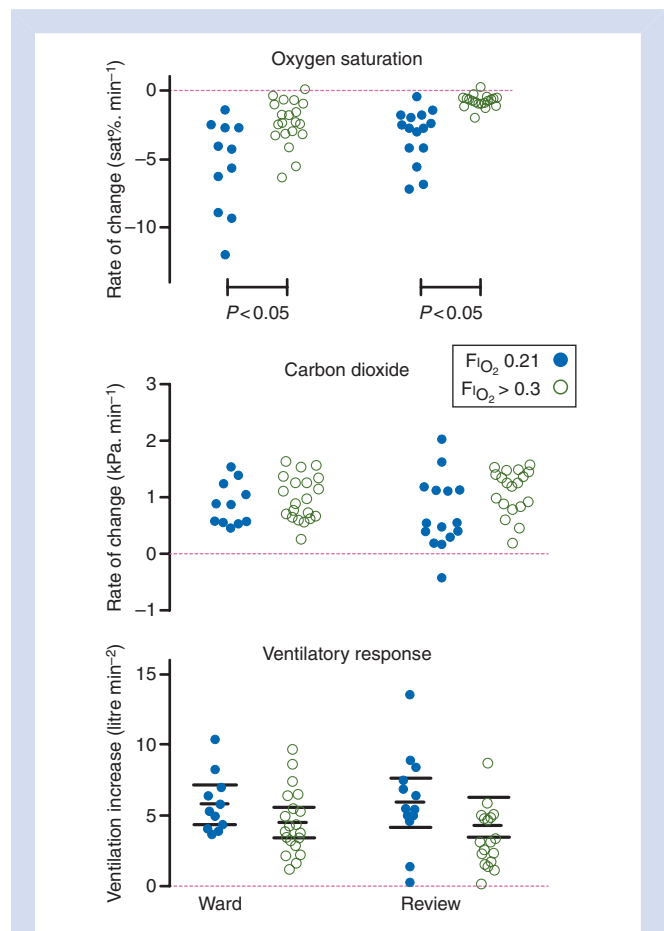 Oxygen saturation
Rate of change (sat%. min⁻¹)
0
−5
−10
P<0.05
P<0.05
Carbon dioxide
FIO₂ 0.21
FIO₂ > 0.3
Rate of change (kPa. min⁻¹)
3
2
1
0
−1
Ventilatory response
Ventilation increase (litre min⁻²)
15
10
5
0
Ward Review